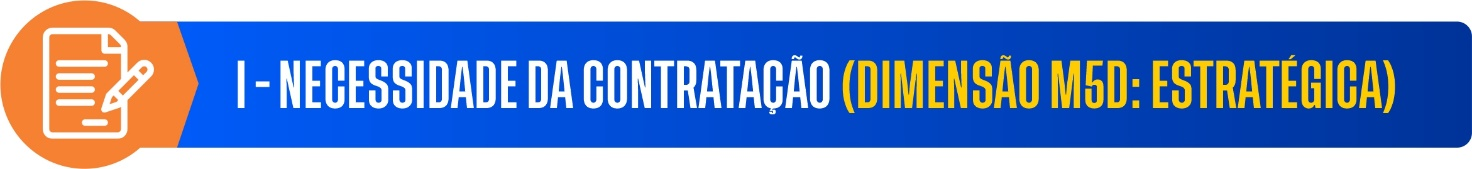 I - NECESSIDADE DA CONTRATAÇÃO (DIMENSÃO M5D: ESTRATÉGICA)